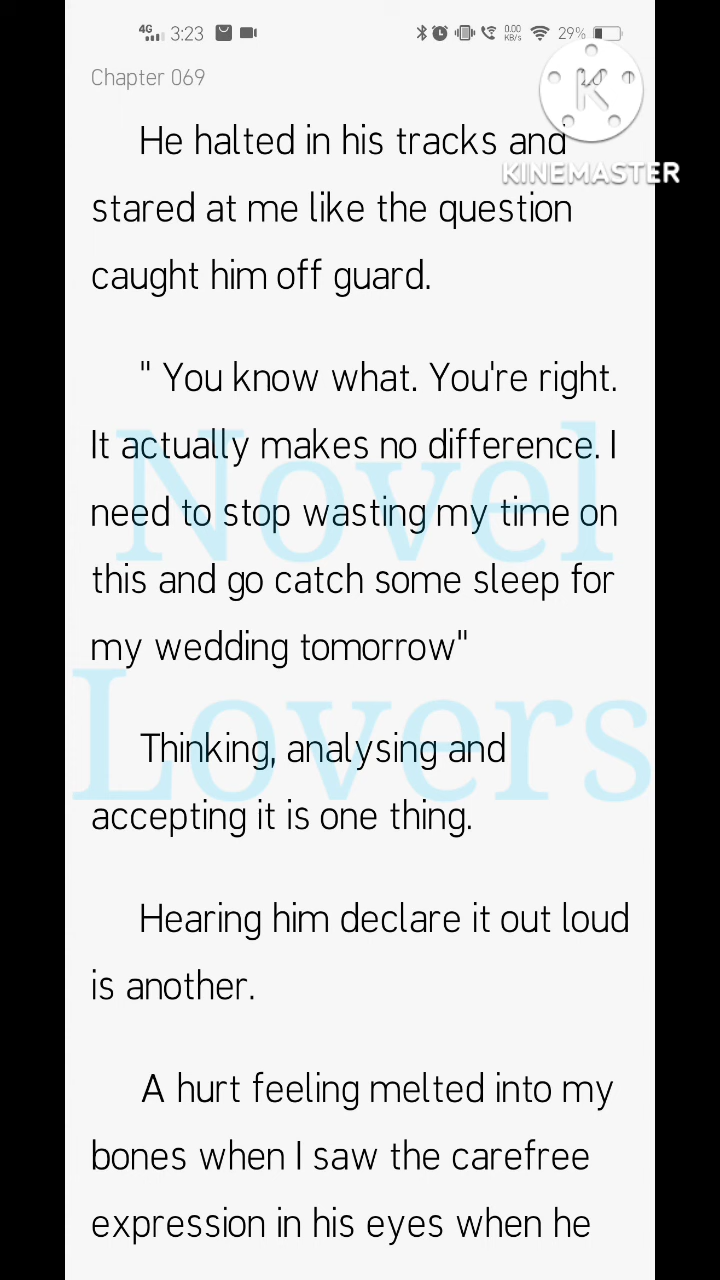 4G 3:23 0.00 KB/s 29%
Chapter 069
KINEMASTER
He halted in his tracks and
stared at me like the question
caught him off guard.
" You know what. You're right.
It actually makes no difference. I
need to stop wasting my time on
this and go catch some sleep for
my wedding tomorrow"
Novel
Thinking, analysing and
accepting it is one thing.
Lovers
Hearing him declare it out loud
is another.
A hurt feeling melted into my
bones when I saw the carefree
expression in his eyes when he